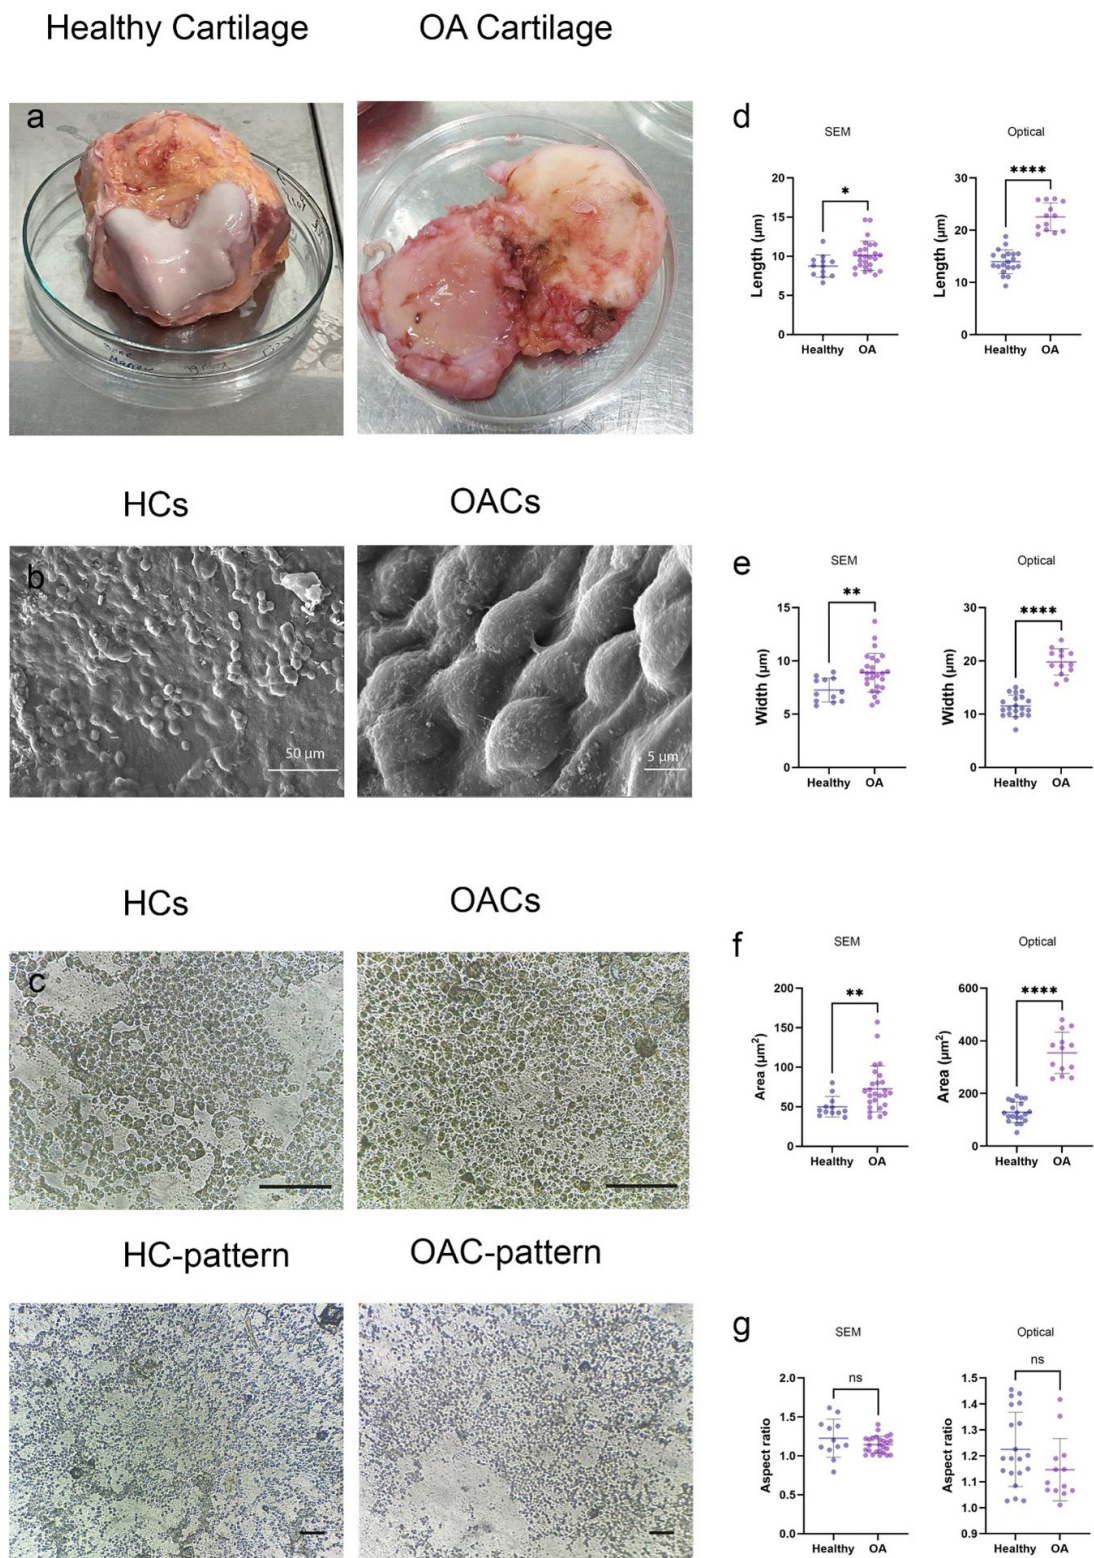 Healthy Cartilage
OA Cartilage
a
HCs
OACs
b
50 µm
5 µm
HCs
OACs
c
HC-pattern
OAC-pattern
d
SEM
Length (µm)
20
15
10
5
0
*
Healthy
OA
Optical
Length (µm)
30
20
10
0
****
Healthy
OA
e
SEM
Width (µm)
15
10
5
0
**
Healthy
OA
Optical
Width (µm)
30
20
10
0
****
Healthy
OA
f
SEM
Area (µm²)
200
150
100
50
0
**
Healthy
OA
Optical
Area (µm²)
600
400
200
0
****
Healthy
OA
g
SEM
Aspect ratio
2.0
1.5
1.0
0.5
0.0
ns
Healthy
OA
Optical
Aspect ratio
1.5
1.4
1.3
1.2
1.1
1.0
0.9
ns
Healthy
OA